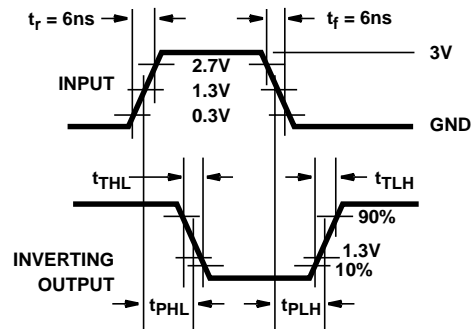 tr = 6ns
tf = 6ns
3V
INPUT
2.7V
1.3V
0.3V
GND
tTHL
tTLH
90%
INVERTING
OUTPUT
1.3V
10%
tPHL
tPLH